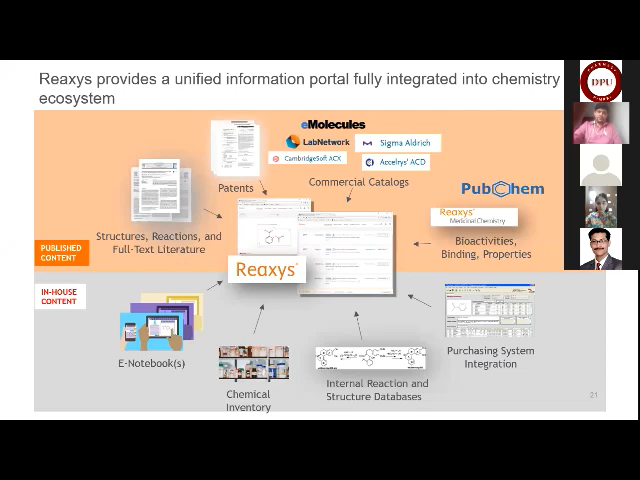 Reaxys provides a unified information portal fully integrated into chemistry
ecosystem
eMolecules
LabNetwork
Sigma Aldrich
CambridgeSoft ACX
Accelrys' ACD
Patents
Commercial Catalogs
PubChem
Reaxys
Medicinal Chemistry
Structures, Reactions, and
Full-Text Literature
Bioactivities,
Binding, Properties
PUBLISHED
CONTENT
Reaxys
IN-HOUSE
CONTENT
E-Notebook(s)
Chemical
Inventory
Internal Reaction and
Structure Databases
Purchasing System
Integration
21
DPU